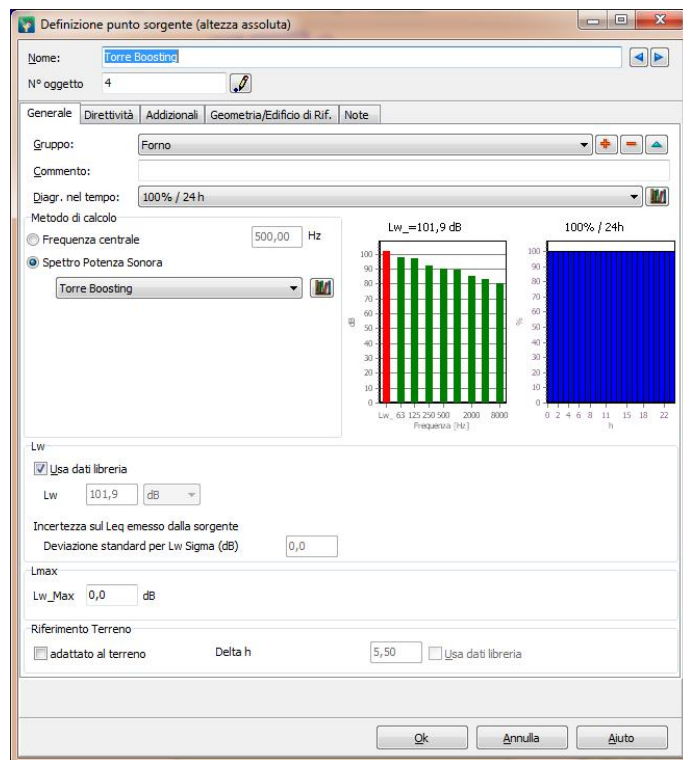 Definizione punto sorgente (altezza assoluta)
Nome: Torre Boosting
N° oggetto 4
Generale Direttività Addizionali Geometria/Edificio di Rif. Note
Gruppo: Forno
Commento:
Diagr. nel tempo: 100% / 24 h
Metodo di calcolo
Frequenza centrale 500,00 Hz
Spettro Potenza Sonora
Torre Boosting
Lw_=101,9 dB
100
90
80
70
60
50
40
30
20
10
0
dB
Lw_ 63 125 250 500 2000 8000
Frequenza [Hz]
100% / 24h
100
90
80
70
60
50
40
30
20
10
0
%
0 2 4 6 8 11 15 18 22
h
Lw
Usa dati libreria
Lw 101,9 dB
Incertezza sul Leq emesso dalla sorgente
Deviazione standard per Lw Sigma (dB) 0,0
Lmax
Lw_Max 0,0 dB
Riferimento Terreno
adattato al terreno Delta h 5,50 Usa dati libreria
Ok Annulla Aiuto